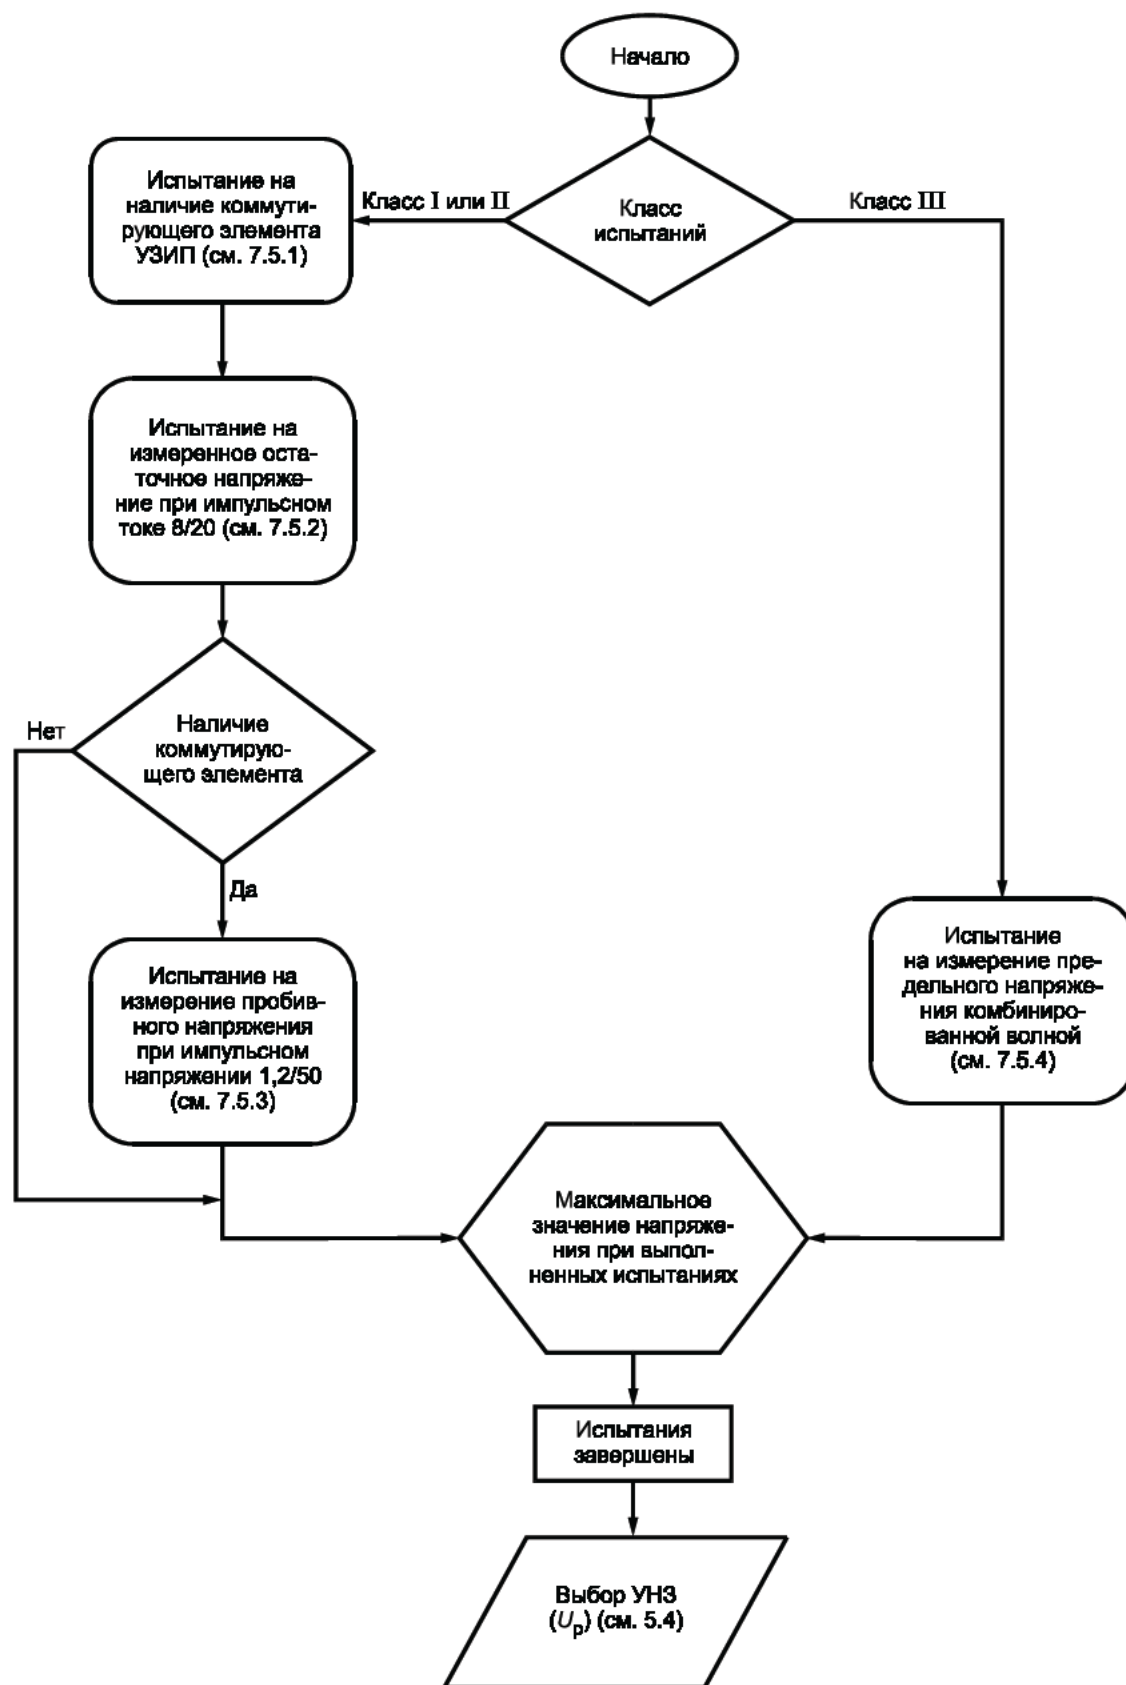 Начало
Класс
испытаний
Класс I или II
Класс III
Испытание на
наличие коммути-
рующего элемента
УЗИП (см. 7.5.1)
Испытание на
измеренное оста-
точное напряже-
ние при импульсном
токе 8/20 (см. 7.5.2)
Наличие
коммутирую-
щего элемента
Нет
Да
Испытание на
измерение пробив-
ного напряжения
при импульсном
напряжении 1,2/50
(см. 7.5.3)
Испытание
на измерение пре-
дельного напряже-
ния комбиниро-
ванной волной
(см. 7.5.4)
Максимальное
значение напряже-
ния при выпол-
ненных испытаниях
Испытания
завершены
Выбор УНЗ
(Uр) (см. 5.4)